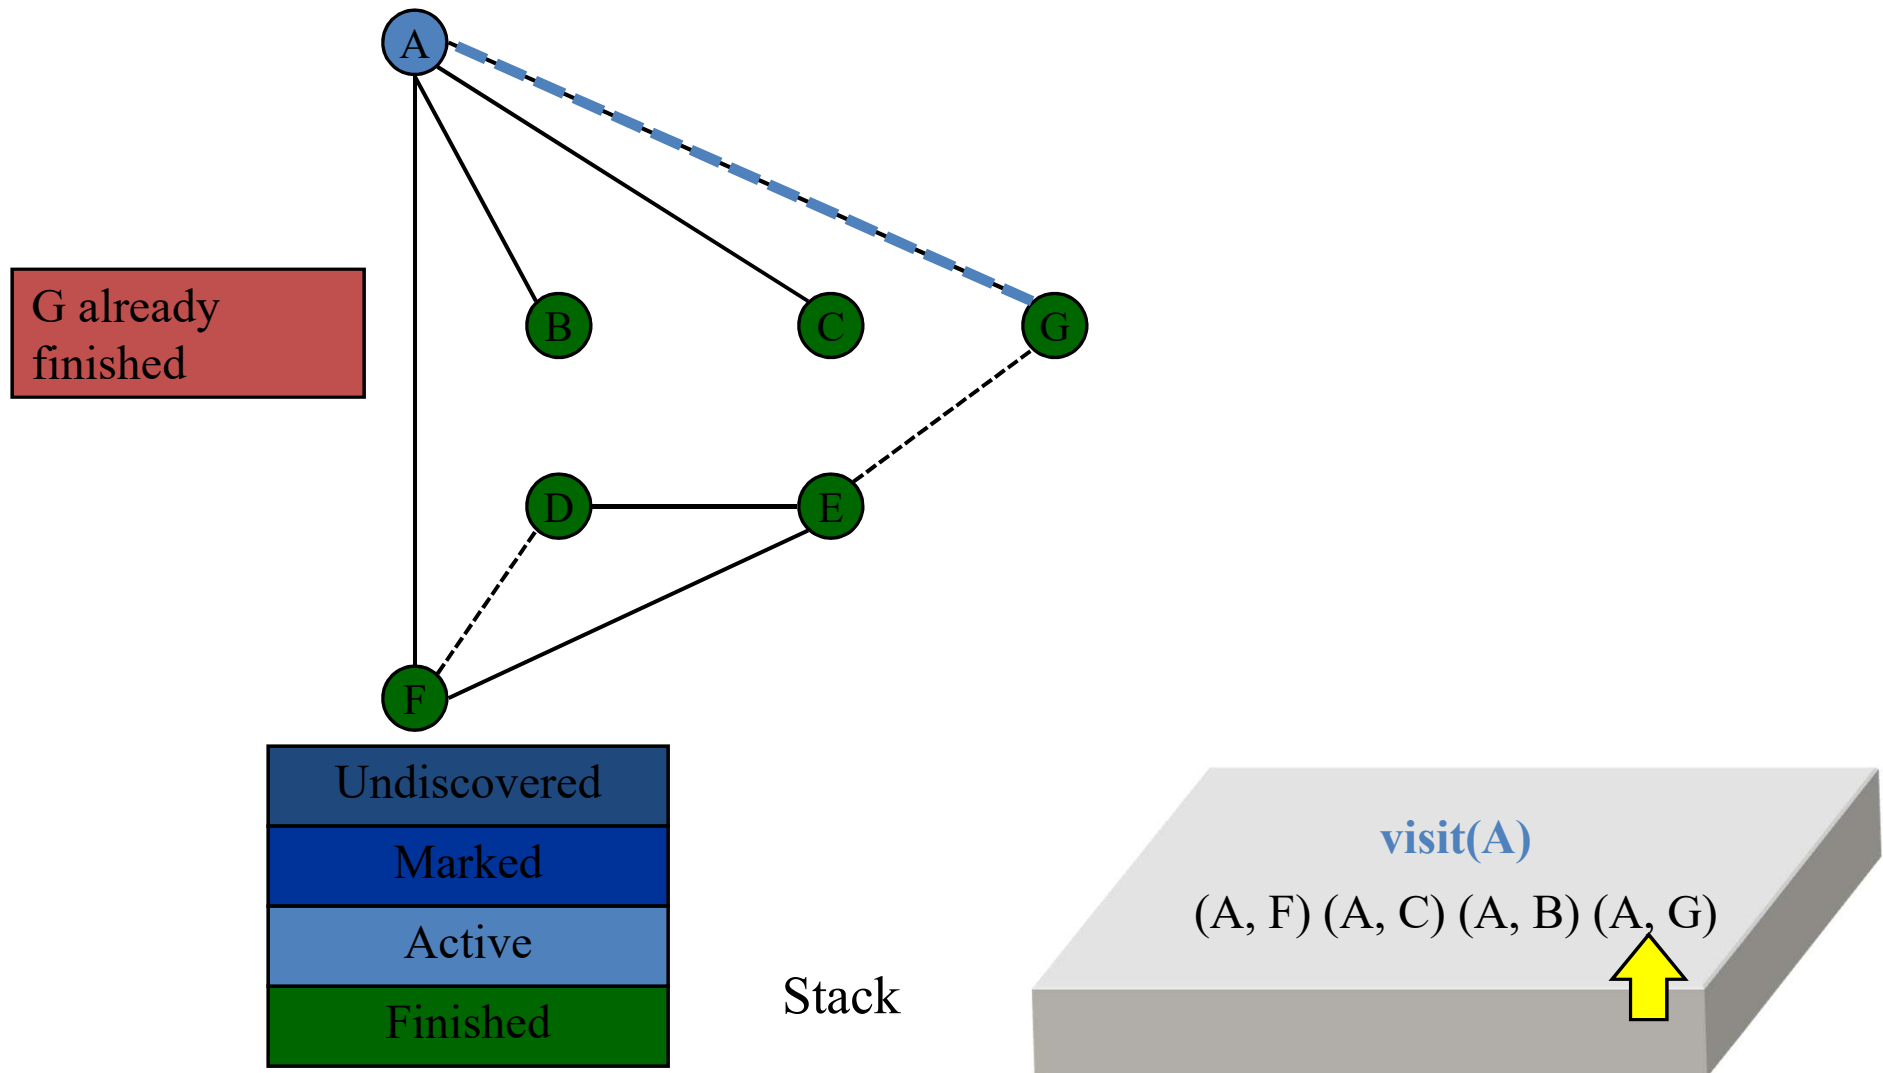 A
G already
finished
B
C
G
D
E
F
Undiscovered
Marked
Active
Finished
Stack
visit(A)
(A, F) (A, C) (A, B) (A, G)